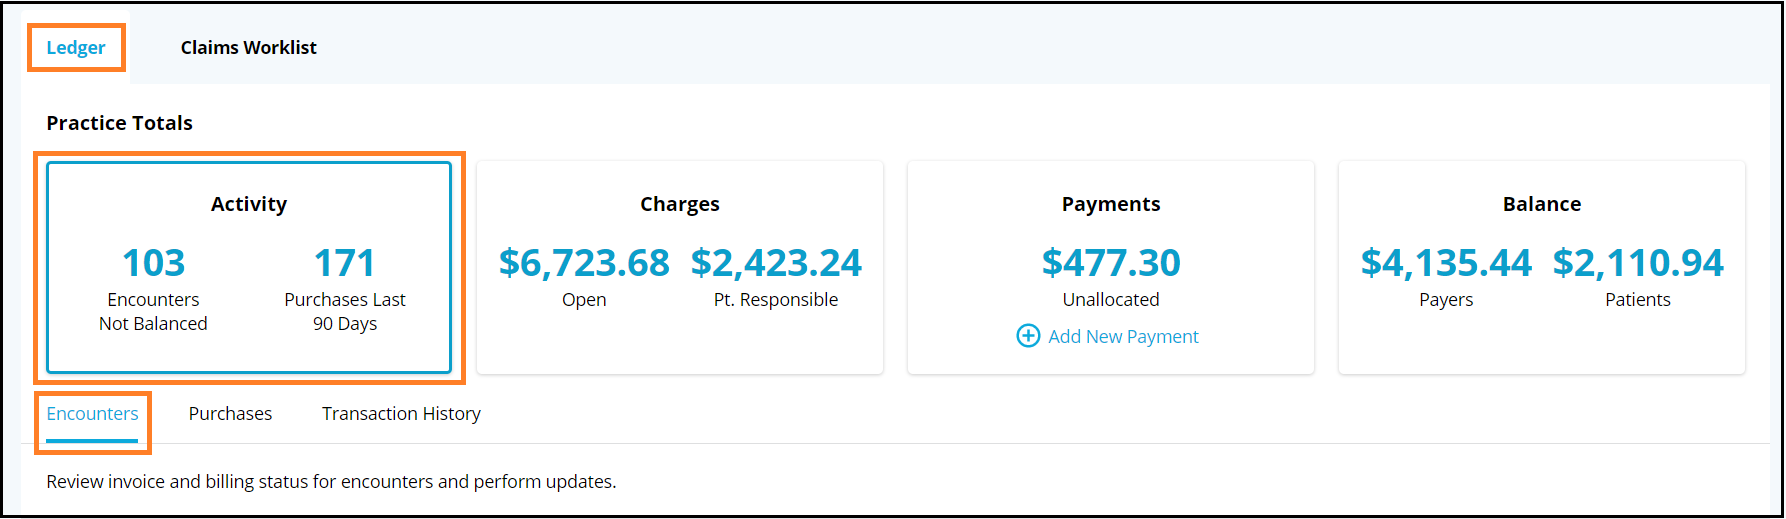 Ledger
Claims Worklist
Practice Totals
Activity
103
171
Encounters
Not Balanced
Purchases Last
90 Days
Charges
$6,723.68
$2,423.24
Open
Pt. Responsible
Payments
$477.30
Unallocated
Add New Payment
Balance
$4,135.44
$2,110.94
Payers
Patients
Encounters
Purchases
Transaction History
Review invoice and billing status for encounters and perform updates.